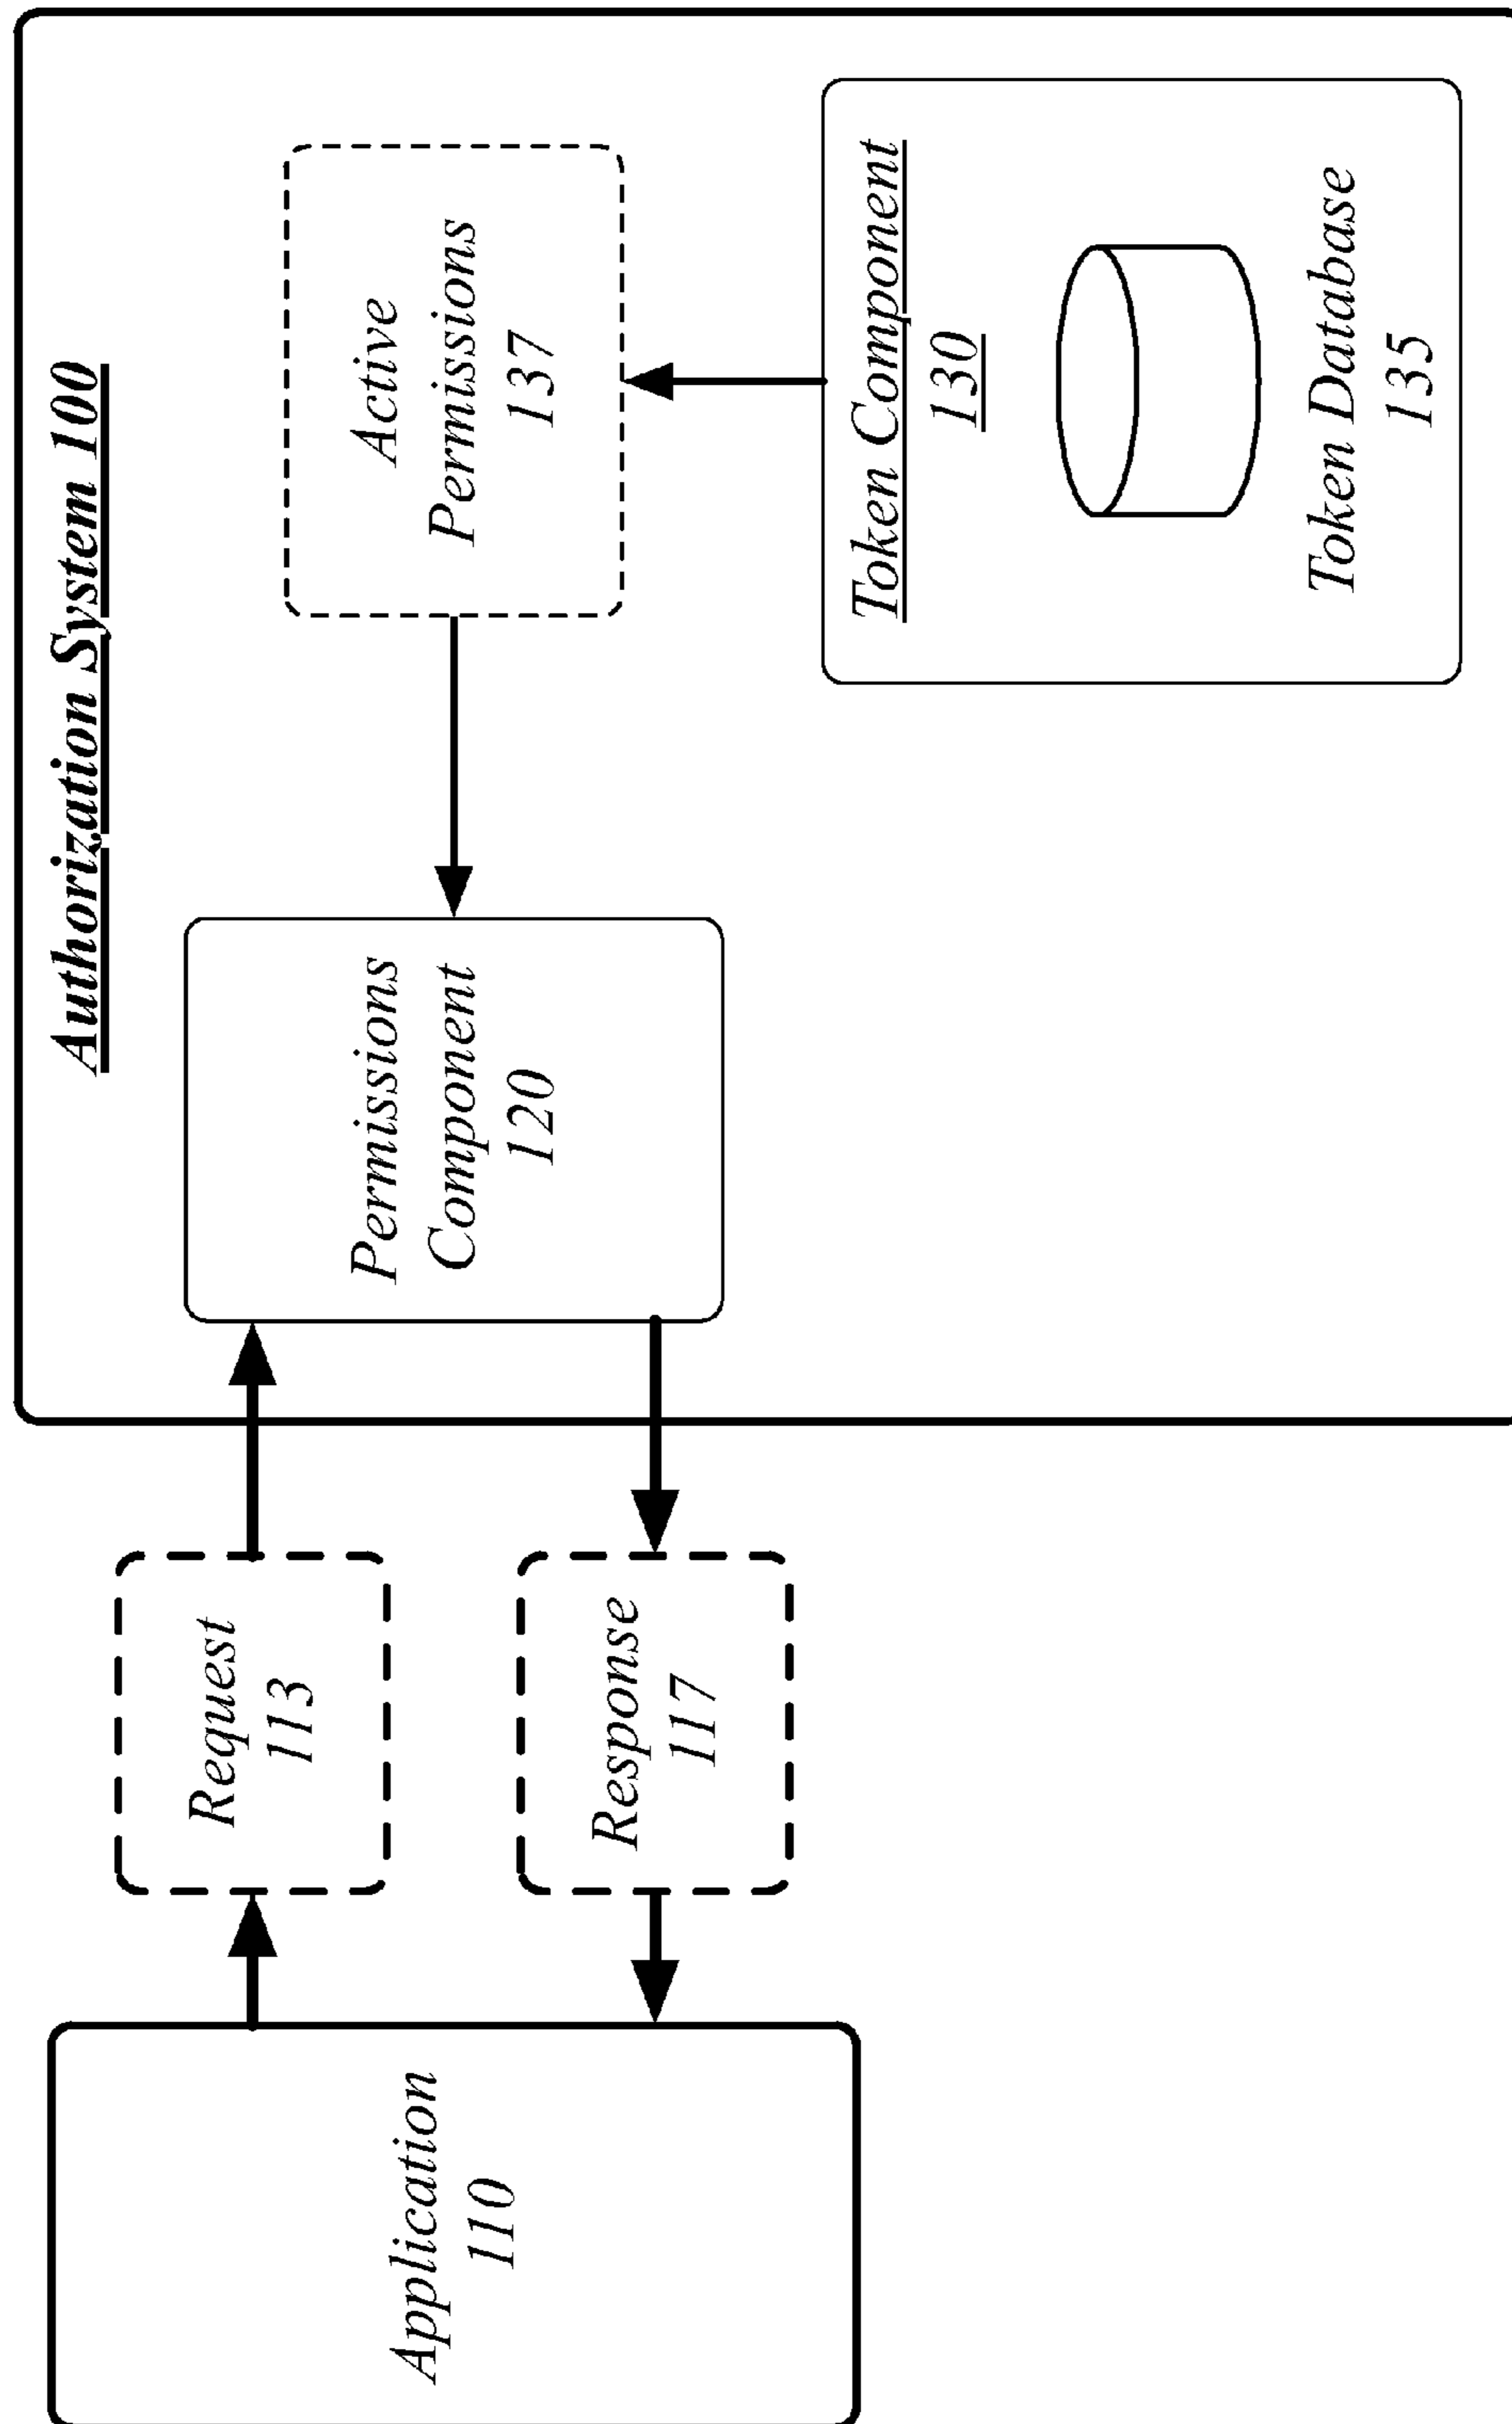 Authorization System 100
Application
110
Request
113
Response
117
Permissions
Component
120
Active
Permissions
137
Token Component
130
Token Database
135